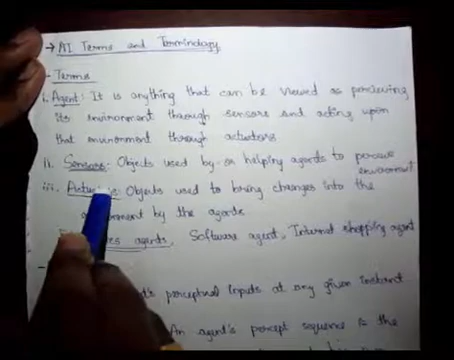 → AI Terms and Terminology
- Terms
i. Agent: It is anything that can be viewed as perceiving
its environment through sensors and acting upon
that environment through actuators
ii. Sensors: Objects used by or helping agents to perceive
environment
iii. Objects used to bring changes into the
by the agents
agents, Software agent, Internet shopping agent
perceptual inputs at any given instant
An agent's percept sequence is the